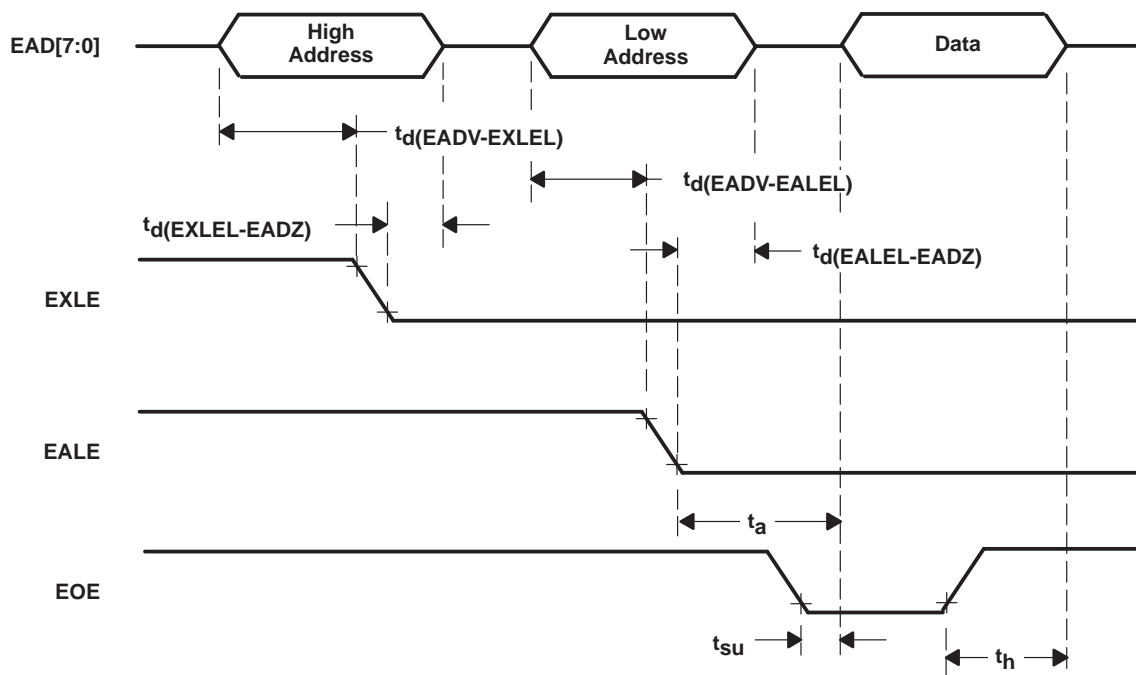 EAD[7:0]
High
Address
Low
Address
Data
td(EADV-EXLEL)
td(EADV-EALEL)
td(EXLEL-EADZ)
td(EALEL-EADZ)
EXLE
EALE
ta
EOE
tsu
th